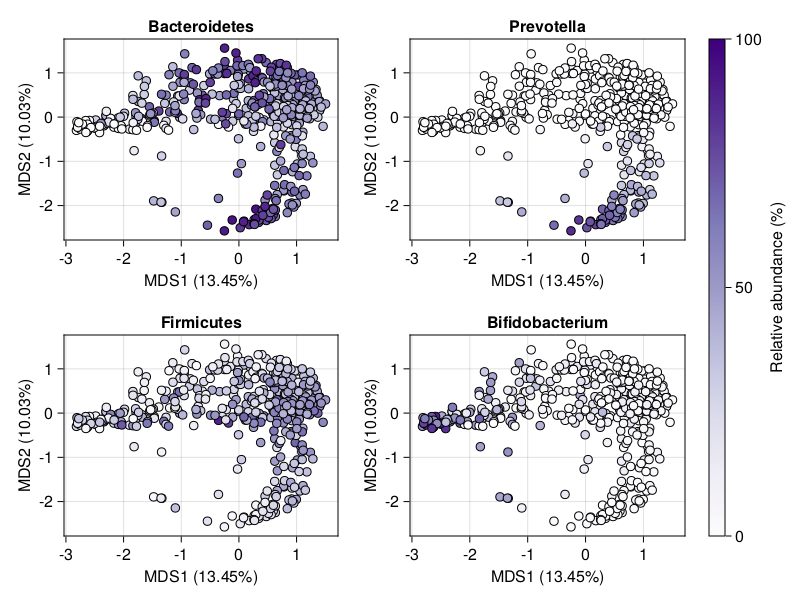 Bacteroidetes
Prevotella
MDS2 (10.03%)
1
0
-1
-2
-3 -2 -1 0 1
MDS1 (13.45%)
MDS2 (10.03%)
1
0
-1
-2
-3 -2 -1 0 1
MDS1 (13.45%)
Firmicutes
Bifidobacterium
MDS2 (10.03%)
1
0
-1
-2
-3 -2 -1 0 1
MDS1 (13.45%)
MDS2 (10.03%)
1
0
-1
-2
-3 -2 -1 0 1
MDS1 (13.45%)
100
50
0
Relative abundance (%)